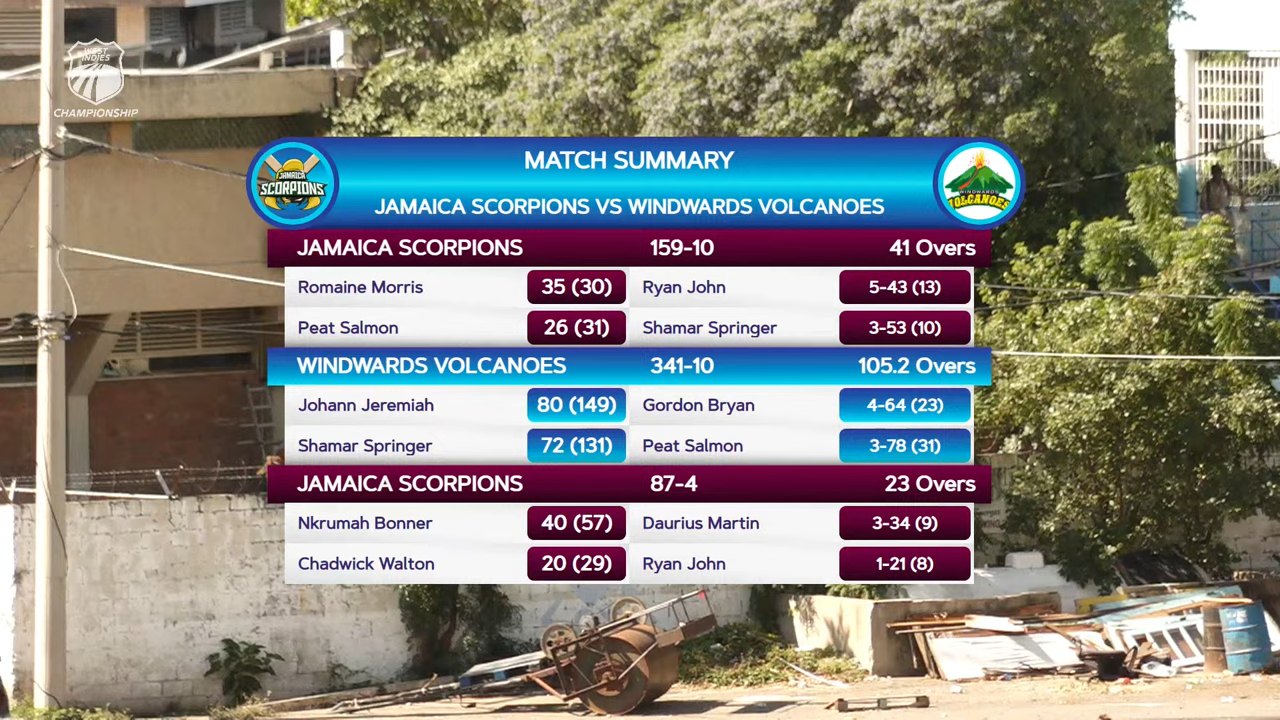 WEST
INDIES
CHAMPIONSHIP
MATCH SUMMARY
JAMAICA SCORPIONS VS WINDWARDS VOLCANOES
JAMAICA
SCORPIONS
WINDWARDS
VOLCANOES
JAMAICA SCORPIONS 159-10 41 Overs
Romaine Morris 35 (30) Ryan John 5-43 (13)
Peat Salmon 26 (31) Shamar Springer 3-53 (10)
WINDWARDS VOLCANOES 341-10 105.2 Overs
Johann Jeremiah 80 (149) Gordon Bryan 4-64 (23)
Shamar Springer 72 (131) Peat Salmon 3-78 (31)
JAMAICA SCORPIONS 87-4 23 Overs
Nkrumah Bonner 40 (57) Daurius Martin 3-34 (9)
Chadwick Walton 20 (29) Ryan John 1-21 (8)